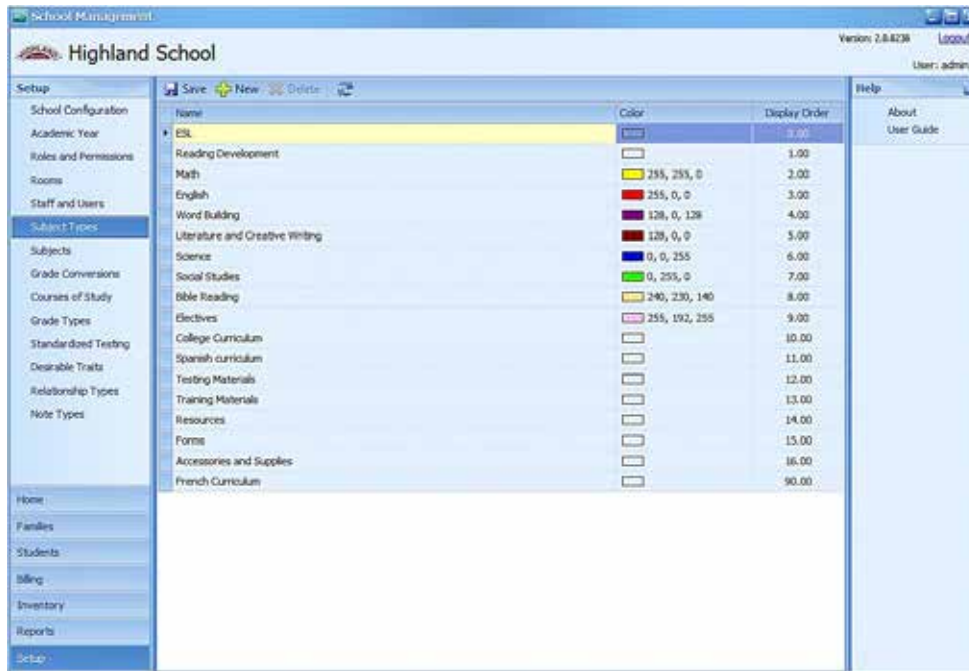 School Management
Highland School
Version: 2.0.8238 Logout
User: admin
Setup
School Configuration
Academic Year
Roles and Permissions
Rooms
Staff and Users
Subject Types
Subjects
Grade Conversions
Courses of Study
Grade Types
Standardized Testing
Desirable Traits
Relationship Types
Note Types
Home
Families
Students
Billing
Inventory
Reports
Setup
Save New Delete
Name Color Display Order
ESL 0.00
Reading Development 1.00
Math 255, 255, 0 2.00
English 255, 0, 0 3.00
Word Building 128, 0, 128 4.00
Literature and Creative Writing 128, 0, 0 5.00
Science 0, 0, 255 6.00
Social Studies 0, 255, 0 7.00
Bible Reading 240, 230, 140 8.00
Electives 255, 192, 255 9.00
College Curriculum 10.00
Spanish curriculum 11.00
Testing Materials 12.00
Training Materials 13.00
Resources 14.00
Forms 15.00
Accessories and Supplies 16.00
French Curriculum 90.00
Help
About
User Guide